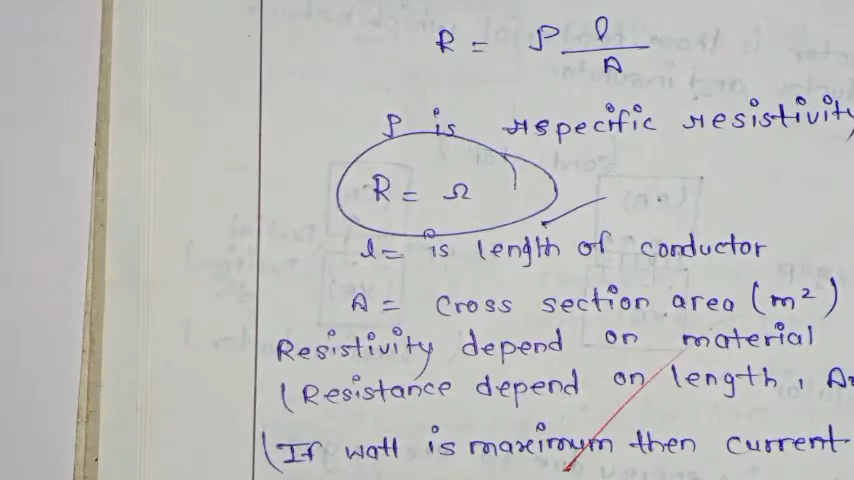 R = ρ l / A
ρ is specific resistivity
R = Ω
l = is length of conductor
A = cross section area (m²)
Resistivity depend on material
(Resistance depend on length,
(If watt is maximum then current